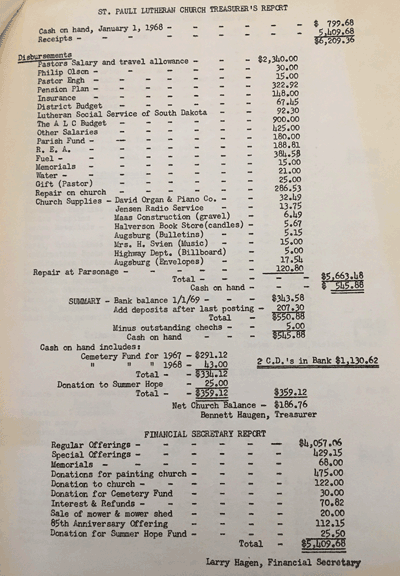 ST. PAULI LUTHERAN CHURCH TREASURER'S REPORT
Cash on hand, January 1, 1968 - - - - - - $ 799.68
Receipts - - - - - - - - - 5,409.68
$6,209.36
Disbursements
Pastors Salary and travel allowance - - - $2,340.00
Philip Olson - - - - - - 30.00
Pastor Engh - - - - - - 15.00
Pension Plan - - - - - - 322.92
Insurance - - - - - - 148.00
District Budget - - - - - 67.45
Lutheran Social Service of South Dakota - - - 92.30
The A L C Budget - - - - - 900.00
Other Salaries - - - - - 425.00
Parish Fund - - - - - - 180.00
R. E. A. - - - - - - 188.81
Fuel - - - - - - - 384.58
Memorials - - - - - - 15.00
Water - - - - - - - 21.00
Gift (Pastor) - - - - - 25.00
Repair on church - - - - - 286.53
Church Supplies - David Organ & Piano Co. - - - 32.49
Jensen Radio Service - - - 13.75
Maas Construction (gravel) - - 6.49
Halverson Book Store(candles) - - 5.67
Augsburg (Bulletins) - - - 5.15
Mrs. H. Svien (Music) - - - 15.00
Highway Dept. (Billboard) - - 5.00
Augsburg (Envelopes) - - - 17.54
Repair at Parsonage - - - - - 120.80
Total - - - - $5,663.48
Cash on hand - - $ 545.88
SUMMARY - Bank balance 1/1/69 - - $343.58
Add deposits after last posting - 207.30
Total $550.88
Minus outstanding chechs - - 5.00
Cash on hand - - $545.88
Cash on hand includes:
Cemetery Fund for 1967 - $291.12
" " " 1968 - 43.00 2 C.D.'s in Bank $1,130.62
Total - - $334.12
Donation to Summer Hope - 25.00
Total - - $359.12 $359.12
Net Church Balance - $186.76
Bennett Haugen, Treasurer
FINANCIAL SECRETARY REPORT
Regular Offerings - - - - - $4,057.06
Special Offerings - - - - - 429.15
Memorials - - - - - - 68.00
Donations for painting church - - - - 475.00
Donation to church - - - - - 122.00
Donation for Cemetery Fund - - - 30.00
Interest & Refunds - - - - - 70.82
Sale of mower & mower shed - - - 20.00
85th Anniversary Offering - - - 112.15
Donation for Summer Hope Fund - - - 25.50
Total - $5,409.68
Larry Hagen, Financial Secretary